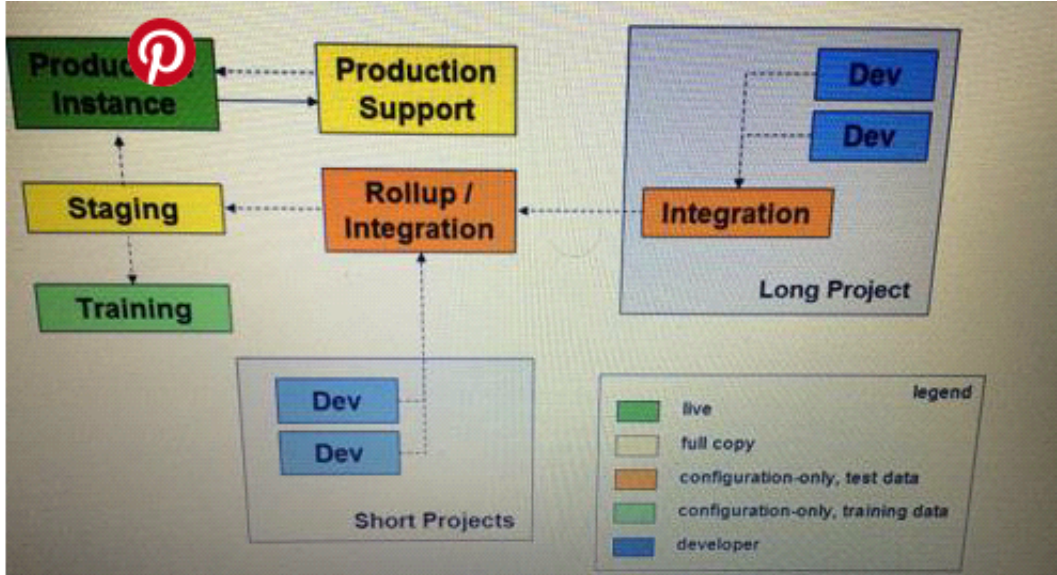 Produc
Instance
Production
Support
Dev
Dev
Staging
Rollup /
Integration
Integration
Training
Long Project
Dev
Dev
Short Projects
legend
live
full copy
configuration-only, test data
configuration-only, training data
developer